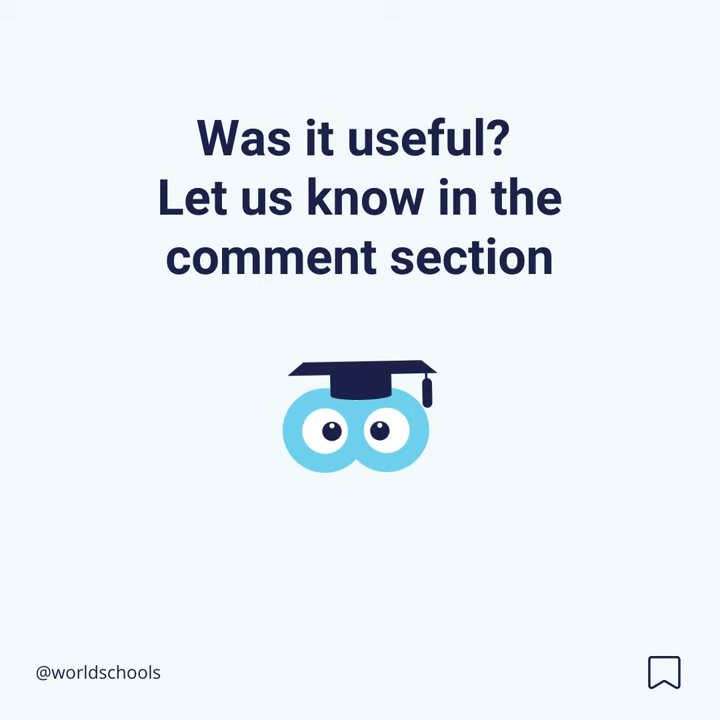 Was it useful?
Let us know in the
comment section
@worldschools